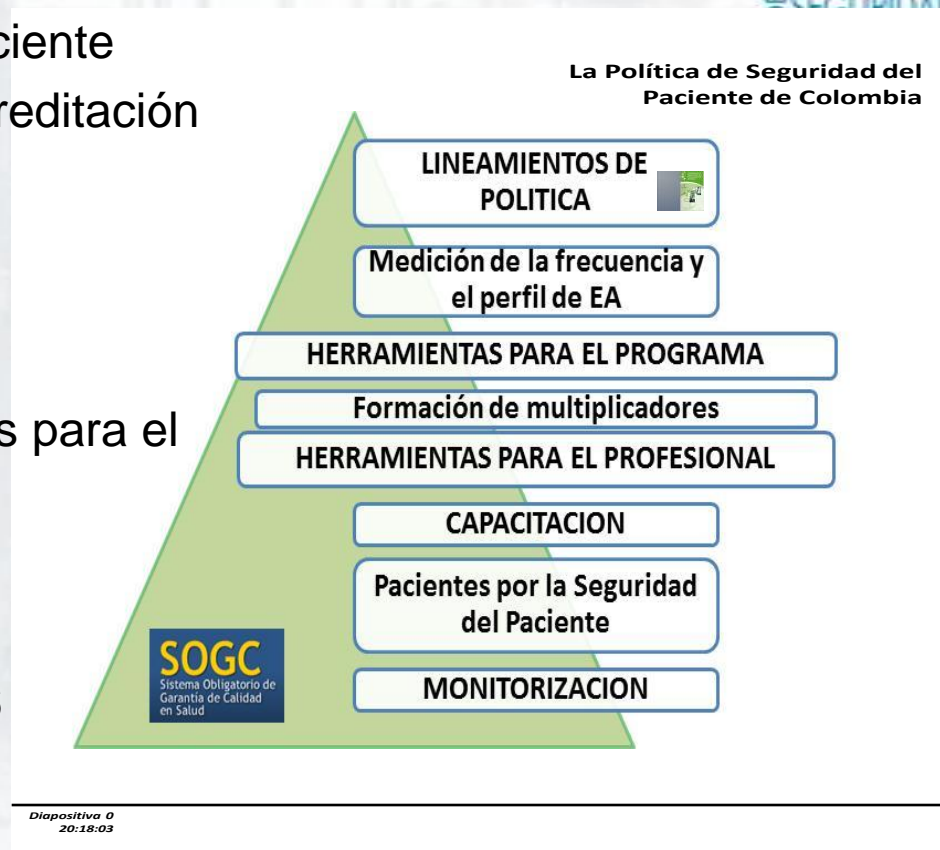 SEGURIDAD
ciente
La Política de Seguridad del
Paciente de Colombia
reditación
LINEAMIENTOS DE
POLITICA
Medición de la frecuencia y
el perfil de EA
HERRAMIENTAS PARA EL PROGRAMA
Formación de multiplicadores
s para el
HERRAMIENTAS PARA EL PROFESIONAL
CAPACITACION
Pacientes por la Seguridad
del Paciente
SOGC
Sistema Obligatorio de
Garantía de Calidad
en Salud
MONITORIZACION
s
Diapositiva 0
20:18:03